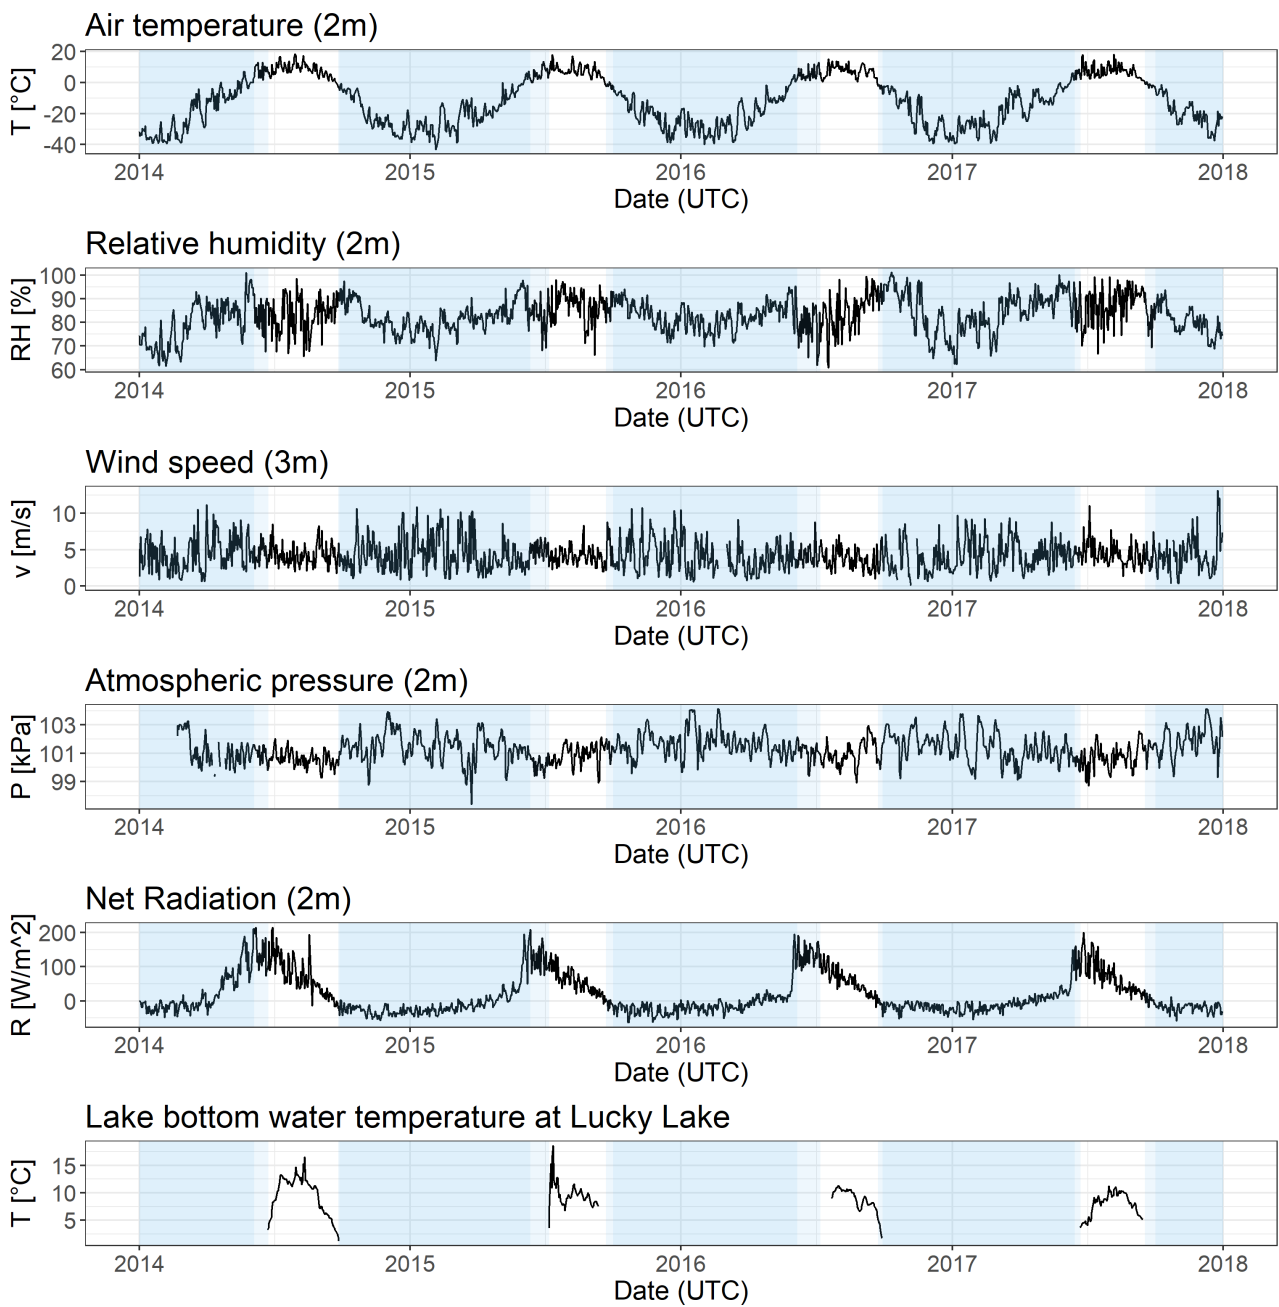 Air temperature (2m)
T [°C]
20
0
-20
-40
2014 2015 2016 2017 2018
Date (UTC)
Relative humidity (2m)
RH [%]
100
90
80
70
60
2014 2015 2016 2017 2018
Date (UTC)
Wind speed (3m)
v [m/s]
10
5
0
2014 2015 2016 2017 2018
Date (UTC)
Atmospheric pressure (2m)
P [kPa]
103
101
99
2014 2015 2016 2017 2018
Date (UTC)
Net Radiation (2m)
R [W/m^2]
200
100
0
2014 2015 2016 2017 2018
Date (UTC)
Lake bottom water temperature at Lucky Lake
T [°C]
15
10
5
2014 2015 2016 2017 2018
Date (UTC)